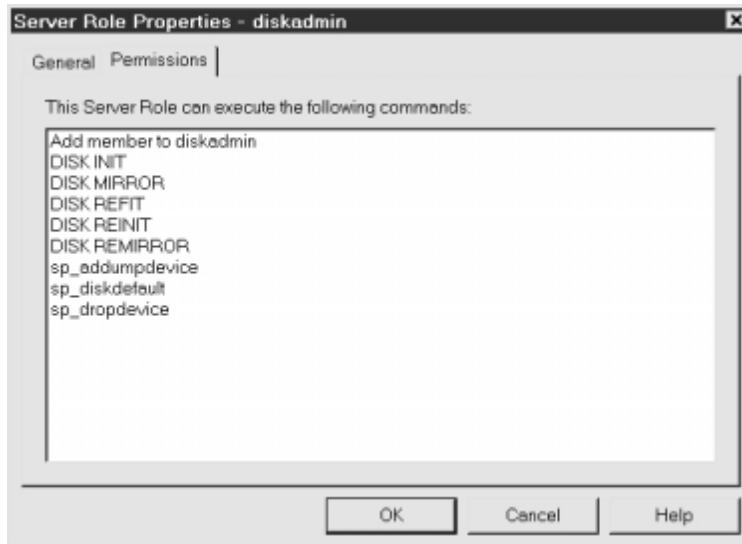 Server Role Properties - diskadmin
General Permissions
This Server Role can execute the following commands:
Add member to diskadmin
DISK INIT
DISK MIRROR
DISK REFIT
DISK REINIT
DISK REMIRROR
sp_addumpdevice
sp_diskdefault
sp_dropdevice
OK Cancel Help